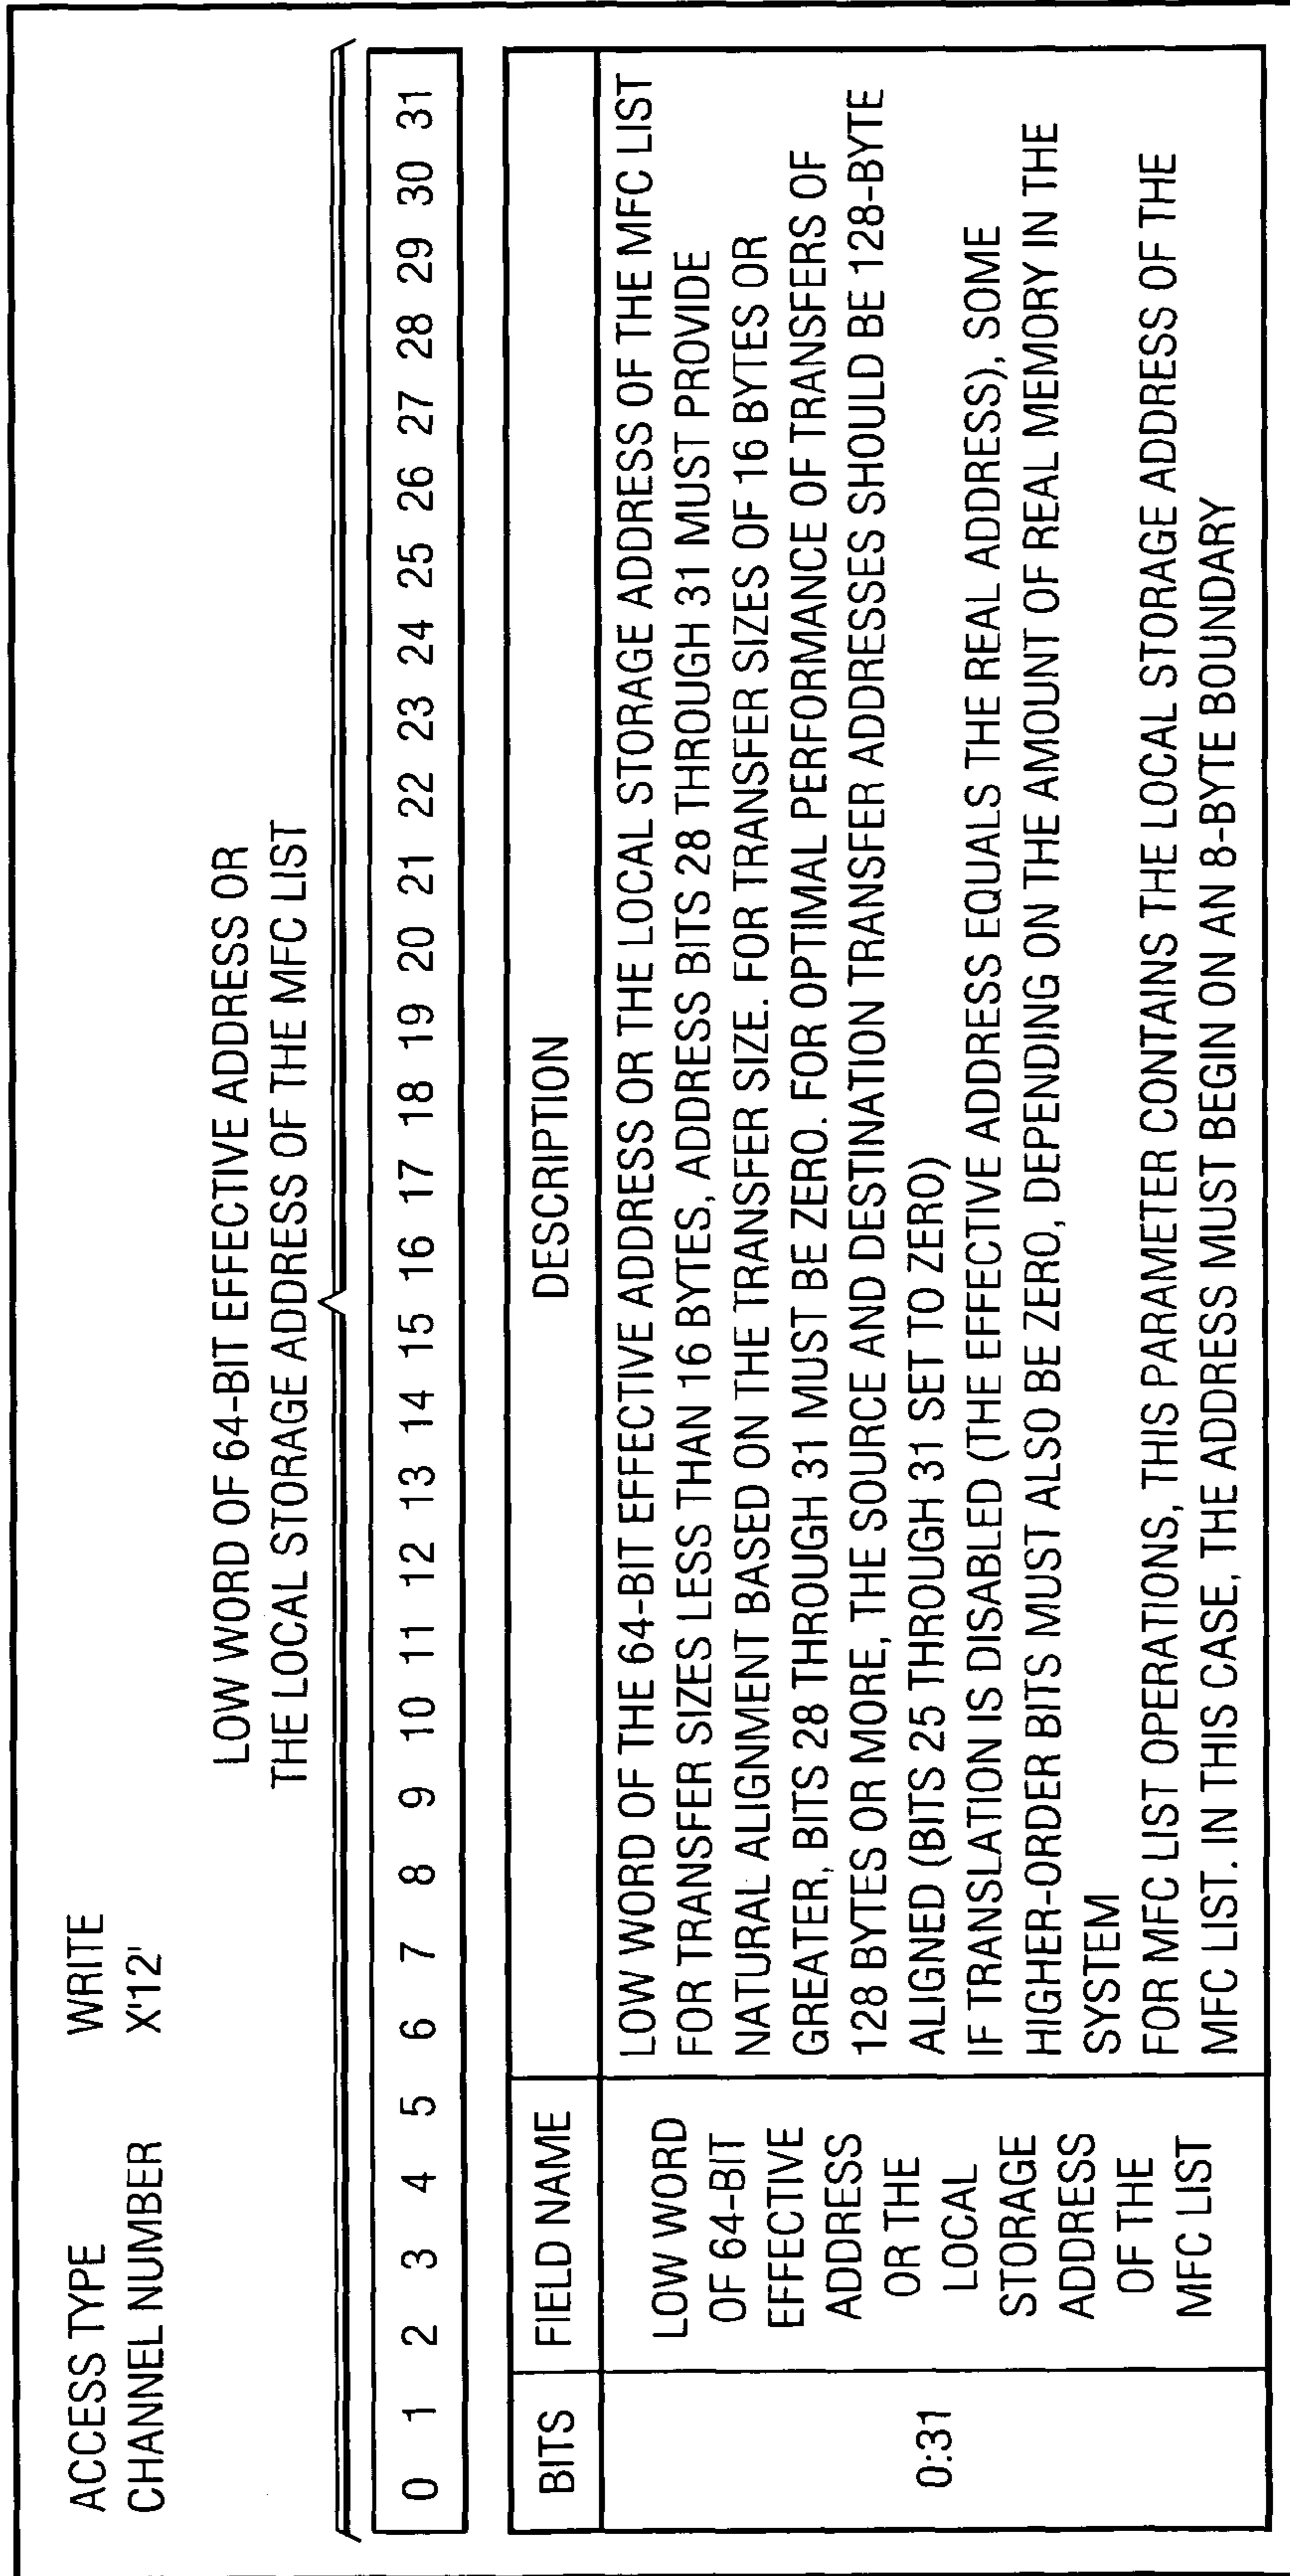 ACCESS TYPE WRITE
CHANNEL NUMBER X'12'
LOW WORD OF 64-BIT EFFECTIVE ADDRESS OR
THE LOCAL STORAGE ADDRESS OF THE MFC LIST
0 1 2 3 4 5 6 7 8 9 10 11 12 13 14 15 16 17 18 19 20 21 22 23 24 25 26 27 28 29 30 31
BITS FIELD NAME DESCRIPTION
0:31
LOW WORD
OF 64-BIT
EFFECTIVE
ADDRESS
OR THE
LOCAL
STORAGE
ADDRESS
OF THE
MFC LIST
LOW WORD OF THE 64-BIT EFFECTIVE ADDRESS OR THE LOCAL STORAGE ADDRESS OF THE MFC LIST
FOR TRANSFER SIZES LESS THAN 16 BYTES, ADDRESS BITS 28 THROUGH 31 MUST PROVIDE
NATURAL ALIGNMENT BASED ON THE TRANSFER SIZE. FOR TRANSFER SIZES OF 16 BYTES OR
GREATER, BITS 28 THROUGH 31 MUST BE ZERO. FOR OPTIMAL PERFORMANCE OF TRANSFERS OF
128 BYTES OR MORE, THE SOURCE AND DESTINATION TRANSFER ADDRESSES SHOULD BE 128-BYTE
ALIGNED (BITS 25 THROUGH 31 SET TO ZERO)
IF TRANSLATION IS DISABLED (THE EFFECTIVE ADDRESS EQUALS THE REAL ADDRESS), SOME
HIGHER-ORDER BITS MUST ALSO BE ZERO, DEPENDING ON THE AMOUNT OF REAL MEMORY IN THE
SYSTEM
FOR MFC LIST OPERATIONS, THIS PARAMETER CONTAINS THE LOCAL STORAGE ADDRESS OF THE
MFC LIST. IN THIS CASE, THE ADDRESS MUST BEGIN ON AN 8-BYTE BOUNDARY